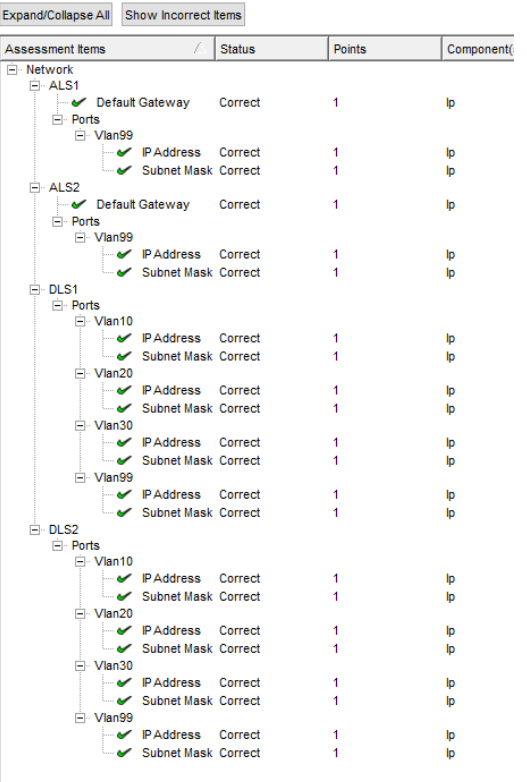 Expand/Collapse All Show Incorrect Items
Assessment Items Status Points Component(
Network
ALS1
Default Gateway Correct 1 Ip
Ports
Vlan99
IP Address Correct 1 Ip
Subnet Mask Correct 1 Ip
ALS2
Default Gateway Correct 1 Ip
Ports
Vlan99
IP Address Correct 1 Ip
Subnet Mask Correct 1 Ip
DLS1
Ports
Vlan10
IP Address Correct 1 Ip
Subnet Mask Correct 1 Ip
Vlan20
IP Address Correct 1 Ip
Subnet Mask Correct 1 Ip
Vlan30
IP Address Correct 1 Ip
Subnet Mask Correct 1 Ip
Vlan99
IP Address Correct 1 Ip
Subnet Mask Correct 1 Ip
DLS2
Ports
Vlan10
IP Address Correct 1 Ip
Subnet Mask Correct 1 Ip
Vlan20
IP Address Correct 1 Ip
Subnet Mask Correct 1 Ip
Vlan30
IP Address Correct 1 Ip
Subnet Mask Correct 1 Ip
Vlan99
IP Address Correct 1 Ip
Subnet Mask Correct 1 Ip